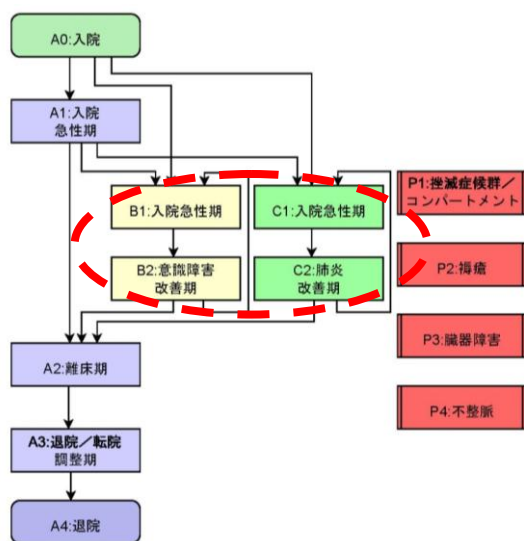 A0:入院
A1:入院
急性期
B1:入院急性期
C1:入院急性期
P1:挫滅症候群／
コンパートメント
B2:意識障害
改善期
C2:肺炎
改善期
P2:褥瘡
A2:離床期
P3:臓器障害
P4:不整脈
A3:退院／転院
調整期
A4:退院